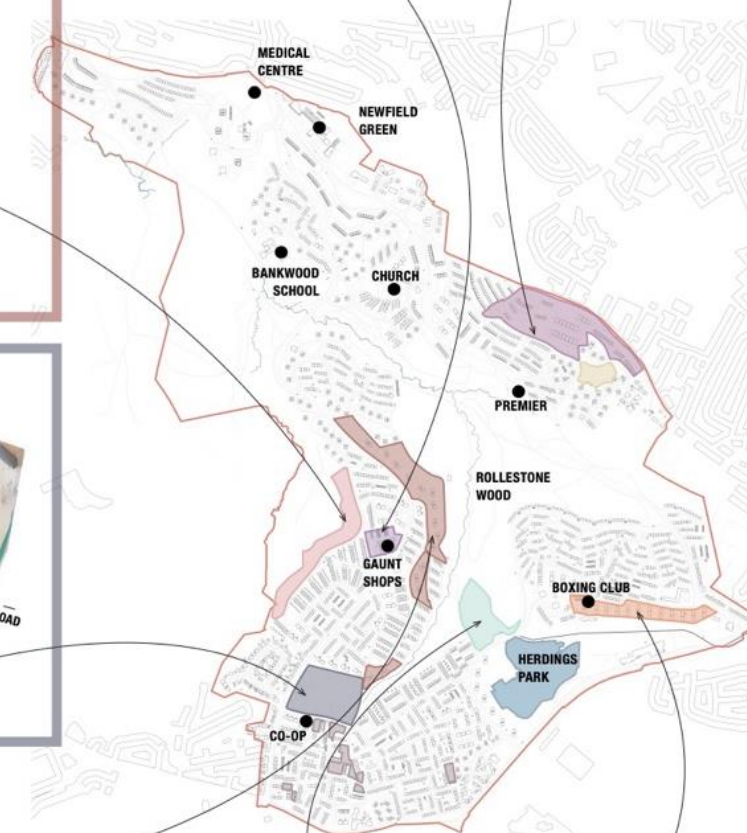 MEDICAL
CENTRE
NEWFIELD
GREEN
BANKWOOD
SCHOOL
CHURCH
PREMIER
ROLLESTONE
WOOD
GAUNT
SHOPS
BOXING CLUB
HERDINGS
PARK
CO-OP
OAD